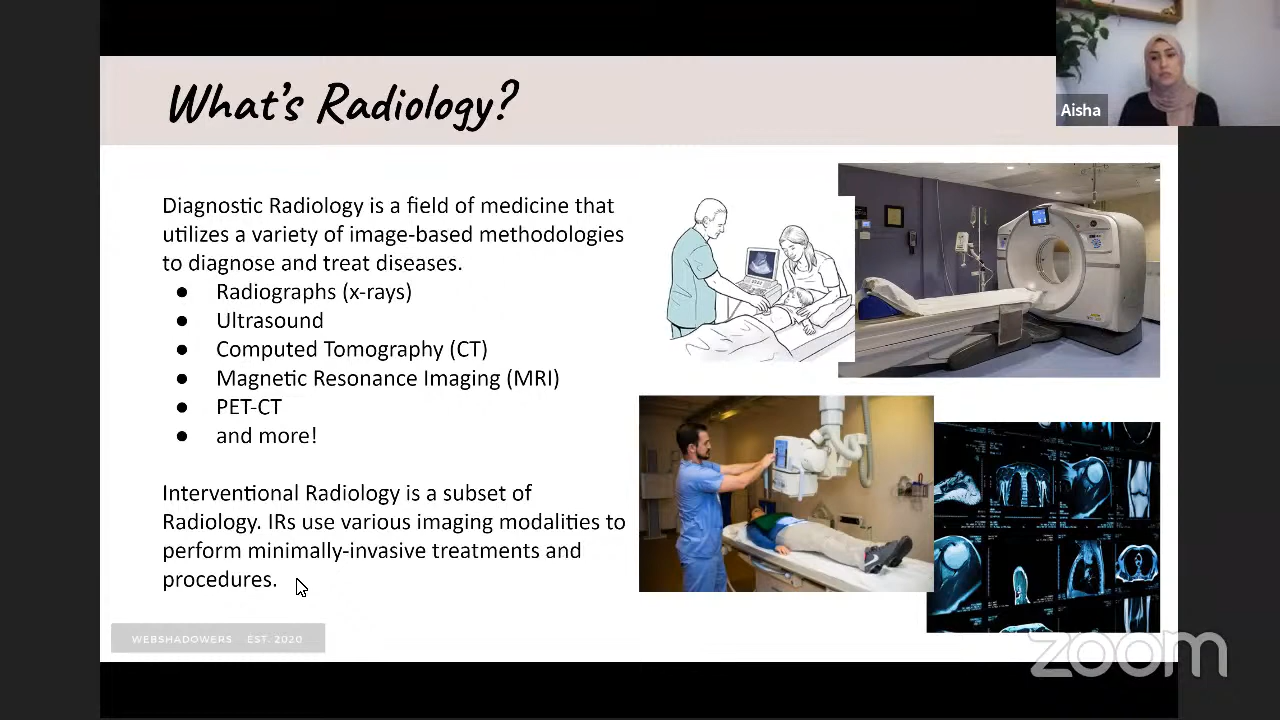 What's Radiology?
Aisha
Diagnostic Radiology is a field of medicine that
utilizes a variety of image-based methodologies
to diagnose and treat diseases.
● Radiographs (x-rays)
● Ultrasound
● Computed Tomography (CT)
● Magnetic Resonance Imaging (MRI)
● PET-CT
● and more!
Interventional Radiology is a subset of
Radiology. IRs use various imaging modalities to
perform minimally-invasive treatments and
procedures.
WEBSHADOWERS EST. 2020
zoom